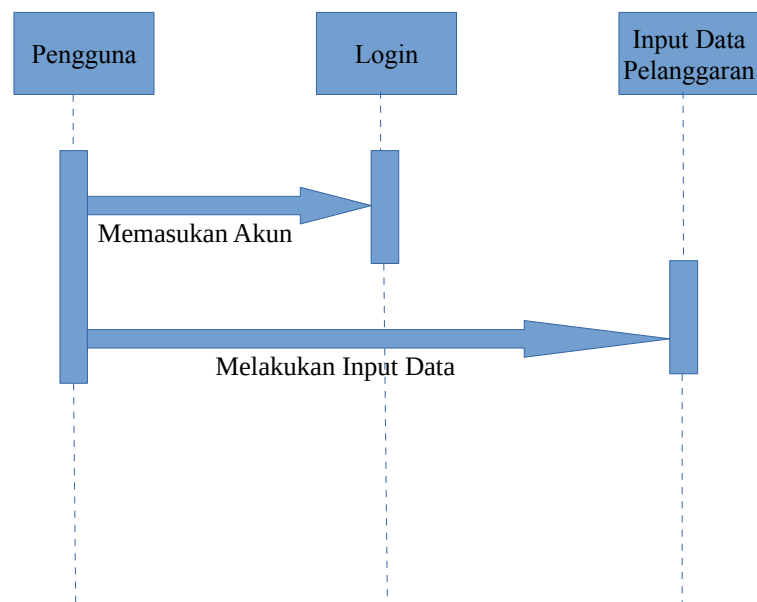 Pengguna
Login
Input Data
Pelanggaran
Memasukan Akun
Melakukan Input Data